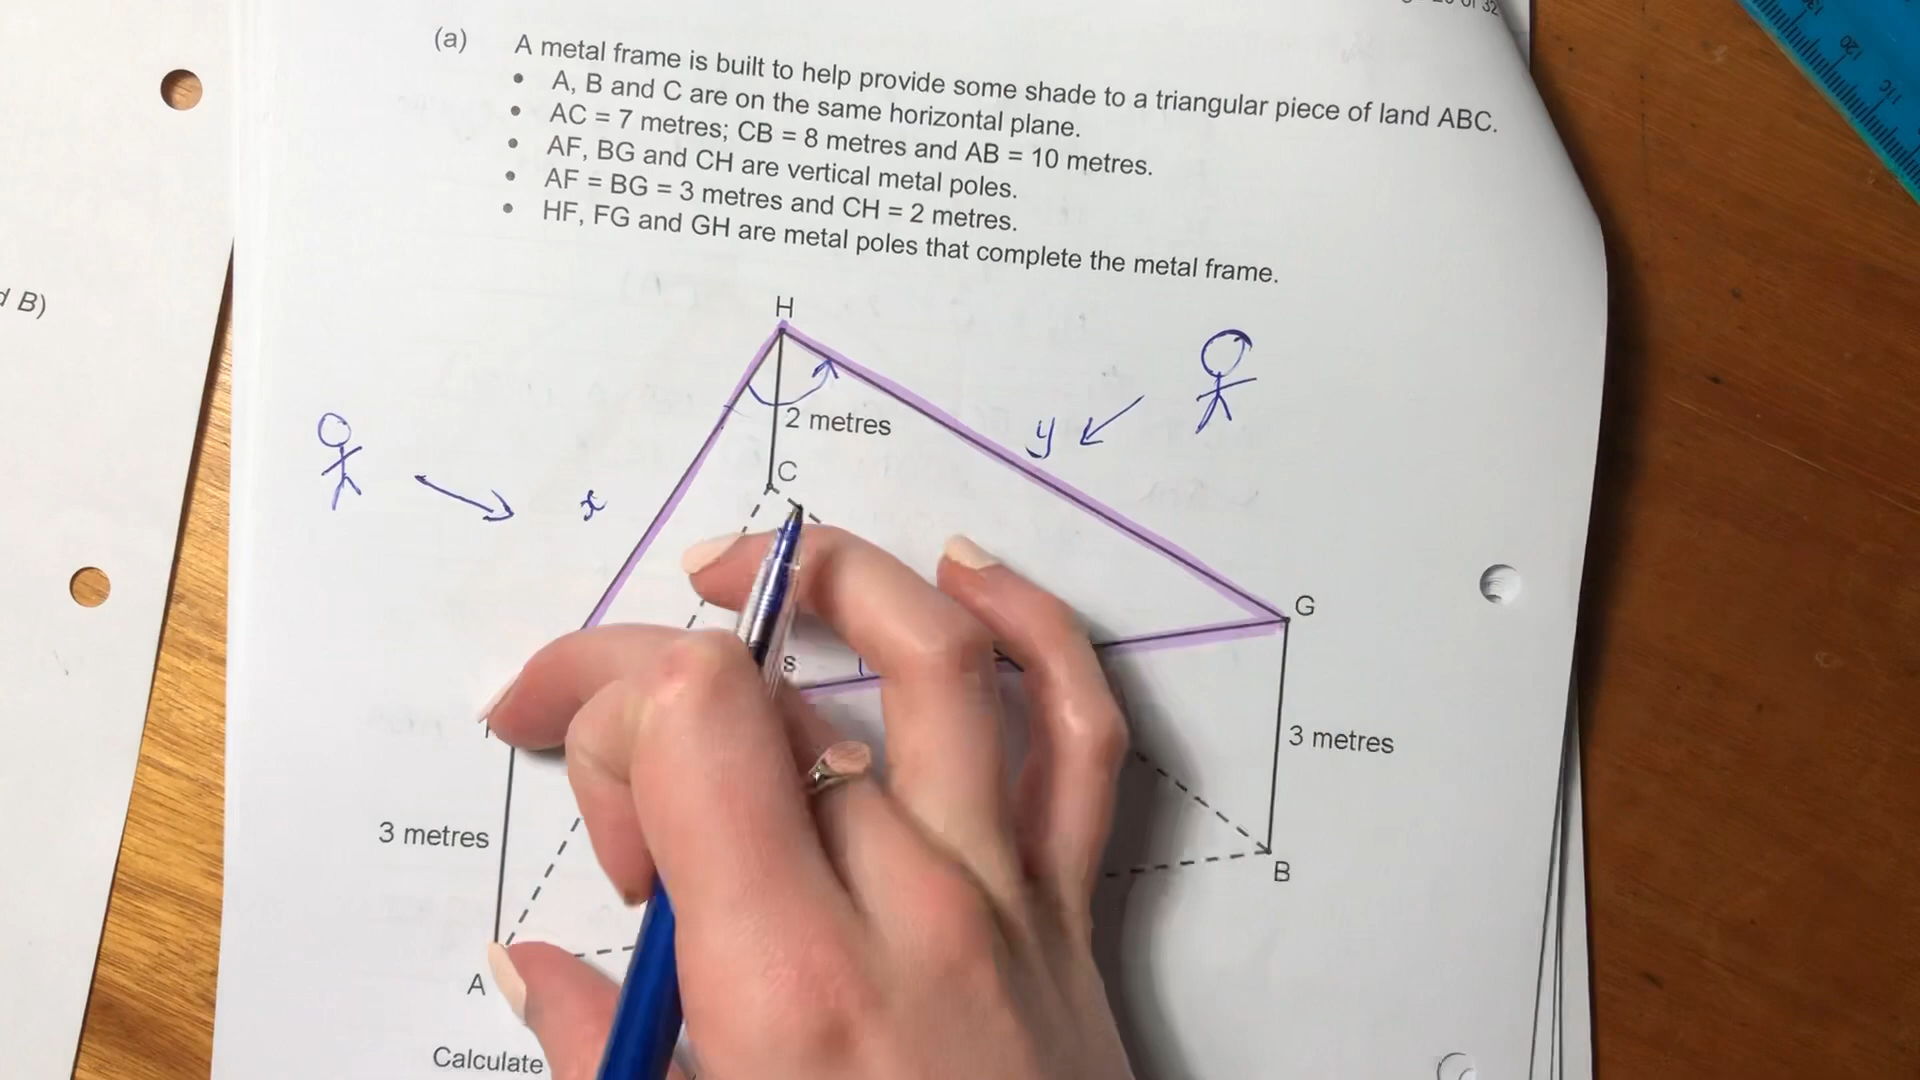 of 32
(a) A metal frame is built to help provide some shade to a triangular piece of land ABC.
• A, B and C are on the same horizontal plane.
• AC = 7 metres; CB = 8 metres and AB = 10 metres.
• AF, BG and CH are vertical metal poles.
• AF = BG = 3 metres and CH = 2 metres.
• HF, FG and GH are metal poles that complete the metal frame.
B)
H
2 metres
y
C
x
G
s
3 metres
3 metres
B
A
Calculate